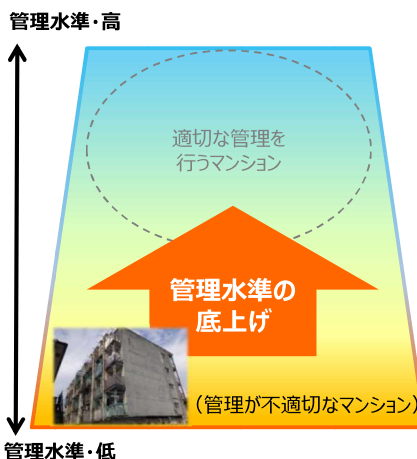 管理水準・高
適切な管理を
行うマンション
管理水準の
底上げ
（管理が不適切なマンション）
管理水準・低